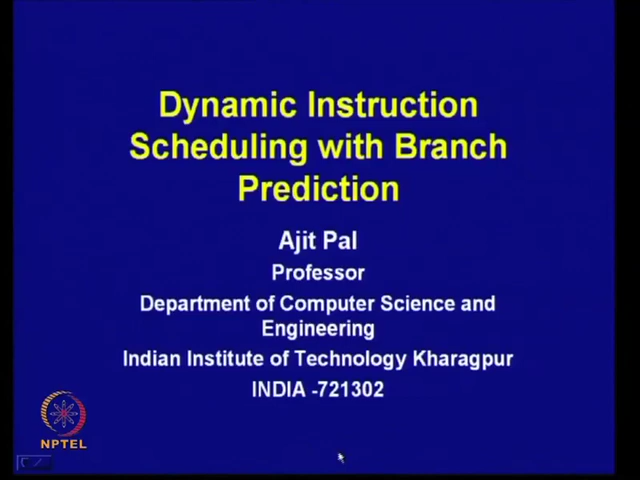 Dynamic Instruction
Scheduling with Branch
Prediction
Ajit Pal
Professor
Department of Computer Science and
Engineering
Indian Institute of Technology Kharagpur
INDIA -721302
NPTEL